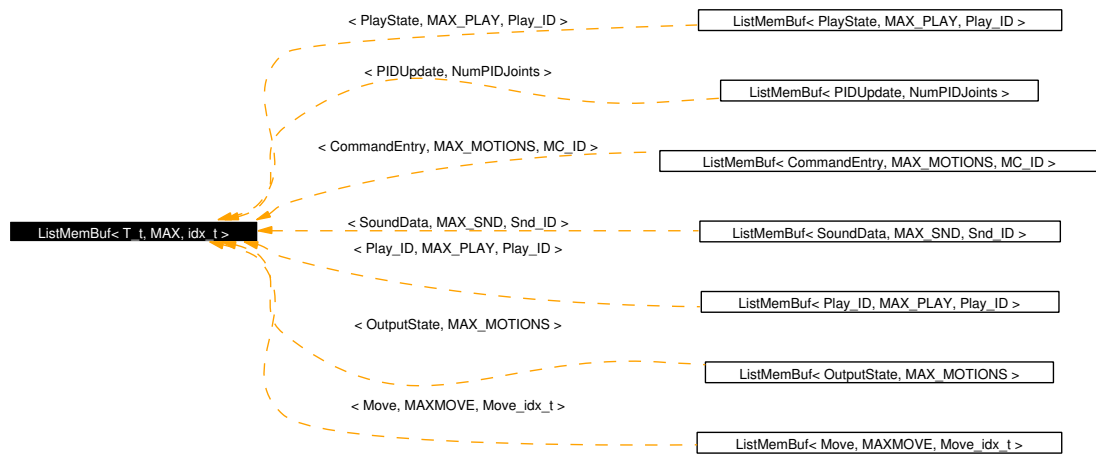 < PlayState, MAX_PLAY, Play_ID >
ListMemBuf< PlayState, MAX_PLAY, Play_ID >
< PIDUpdate, NumPIDJoints >
ListMemBuf< PIDUpdate, NumPIDJoints >
< CommandEntry, MAX_MOTIONS, MC_ID >
ListMemBuf< CommandEntry, MAX_MOTIONS, MC_ID >
ListMemBuf< T_t, MAX, idx_t >
< SoundData, MAX_SND, Snd_ID >
ListMemBuf< SoundData, MAX_SND, Snd_ID >
< Play_ID, MAX_PLAY, Play_ID >
ListMemBuf< Play_ID, MAX_PLAY, Play_ID >
< OutputState, MAX_MOTIONS >
ListMemBuf< OutputState, MAX_MOTIONS >
< Move, MAXMOVE, Move_idx_t >
ListMemBuf< Move, MAXMOVE, Move_idx_t >